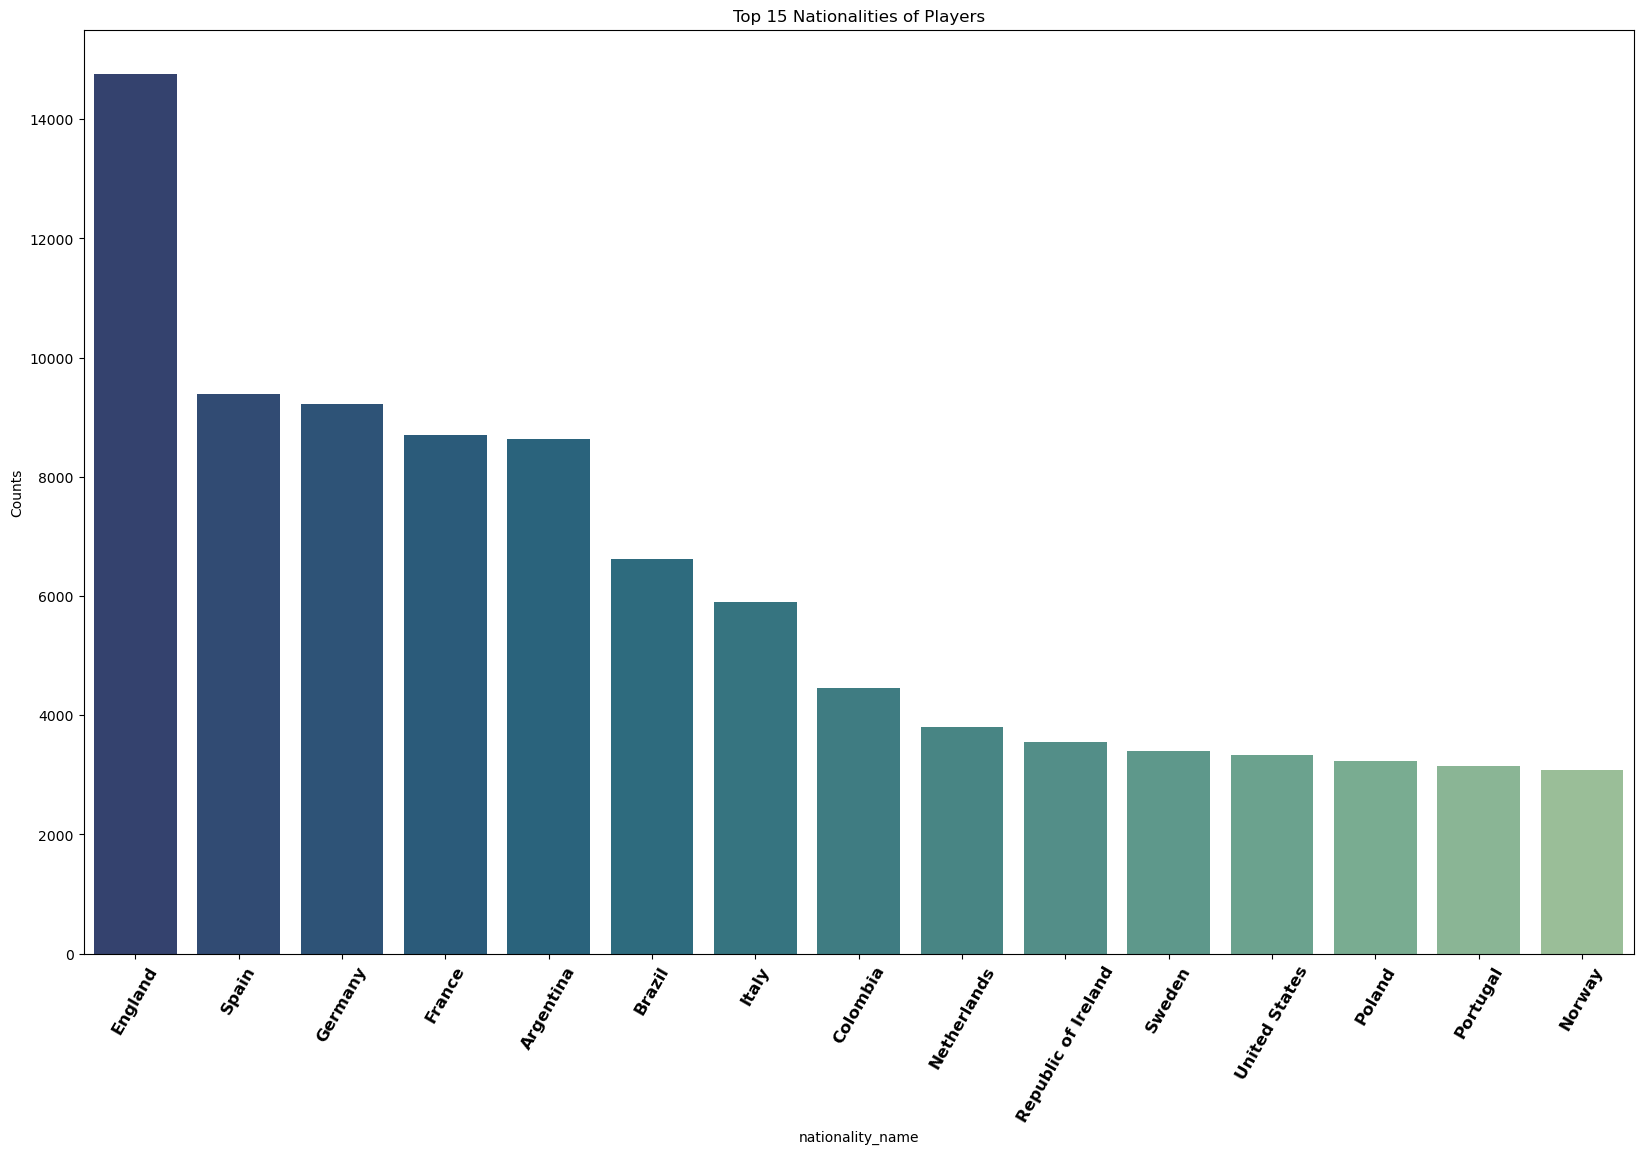 Top 15 Nationalities of Players
Counts
14000
12000
10000
8000
6000
4000
2000
0
England
Spain
Germany
France
Argentina
Brazil
Italy
Colombia
Netherlands
Republic of Ireland
Sweden
United States
Poland
Portugal
Norway
nationality_name